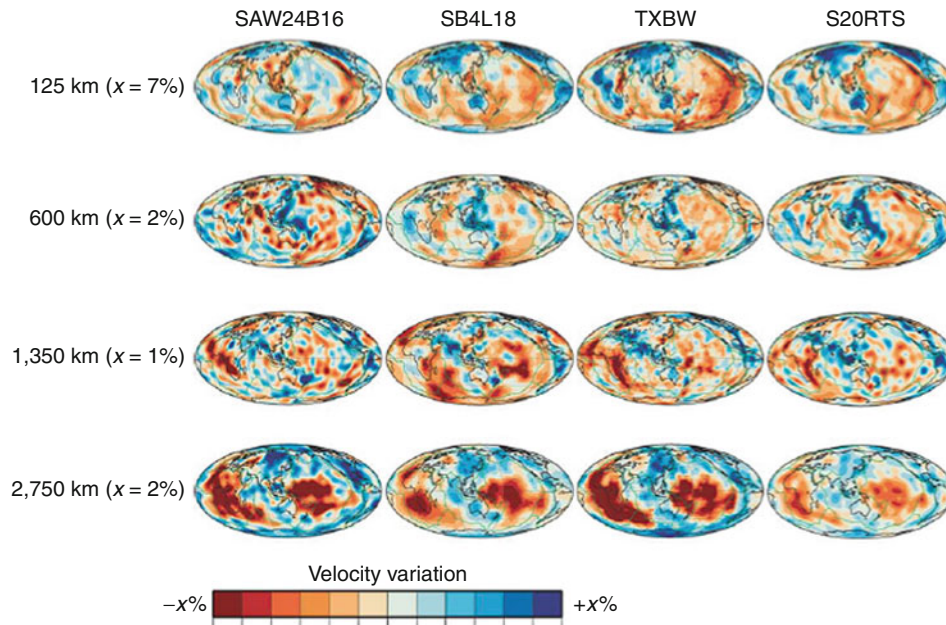 SAW24B16 SB4L18 TXBW S20RTS
125 km (x = 7%)
600 km (x = 2%)
1,350 km (x = 1%)
2,750 km (x = 2%)
Velocity variation
−x% +x%